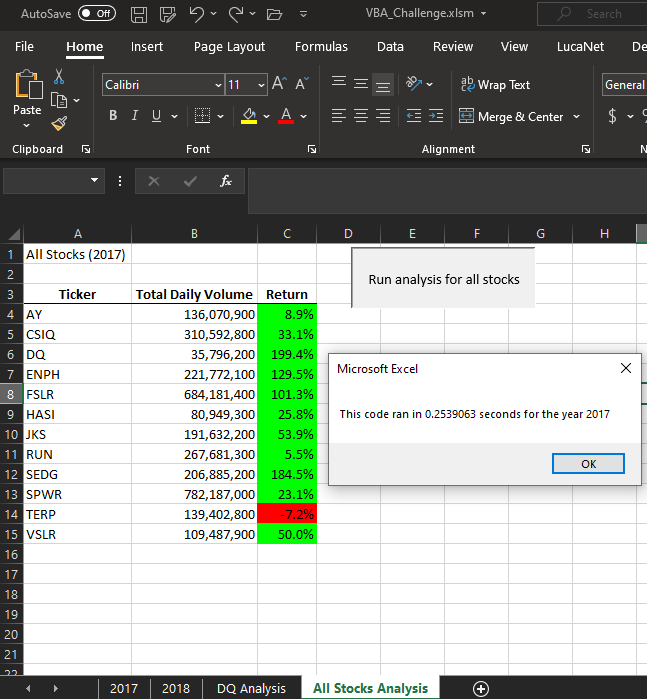 AutoSave Off VBA_Challenge.xlsm Search
File Home Insert Page Layout Formulas Data Review View LucaNet De
Paste Calibri 11 A A ab Wrap Text General
B I U A Merge & Center $
Clipboard Font Alignment N
fx
A B C D E F G H
1 All Stocks (2017)
2 Run analysis for all stocks
3 Ticker Total Daily Volume Return
4 AY 136,070,900 8.9%
5 CSIQ 310,592,800 33.1%
6 DQ 35,796,200 199.4%
7 ENPH 221,772,100 129.5%
8 FSLR 684,181,400 101.3%
9 HASI 80,949,300 25.8%
10 JKS 191,632,200 53.9%
11 RUN 267,681,300 5.5%
12 SEDG 206,885,200 184.5%
13 SPWR 782,187,000 23.1%
14 TERP 139,402,800 -7.2%
15 VSLR 109,487,900 50.0%
Microsoft Excel
This code ran in 0.2539063 seconds for the year 2017
OK
16
17
18
19
20
21
22
2017 2018 DQ Analysis All Stocks Analysis